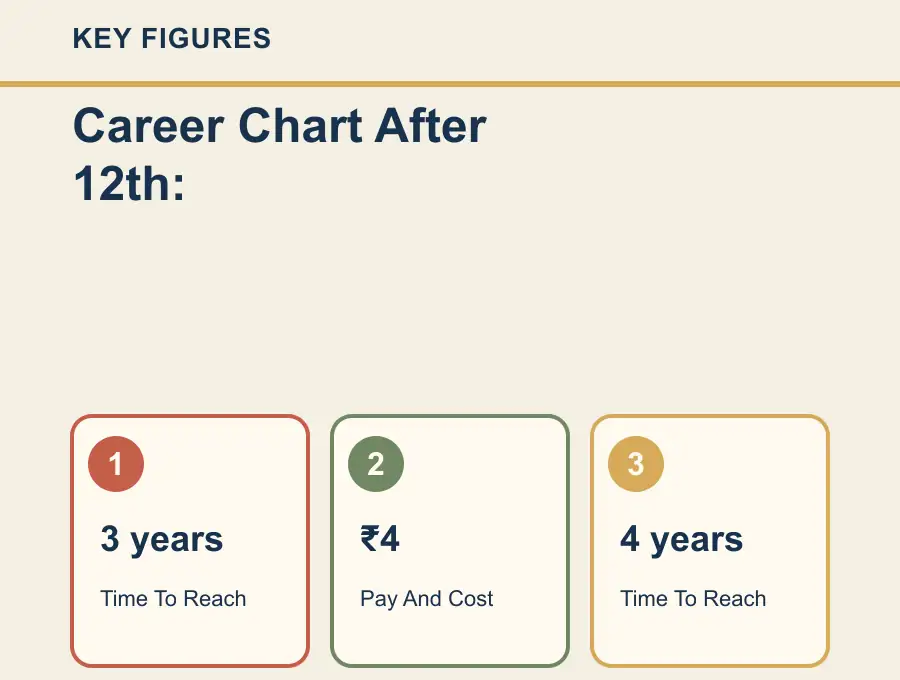 KEY FIGURES
Career Chart After
12th:
1
3 years
Time To Reach
2
₹4
Pay And Cost
3
4 years
Time To Reach